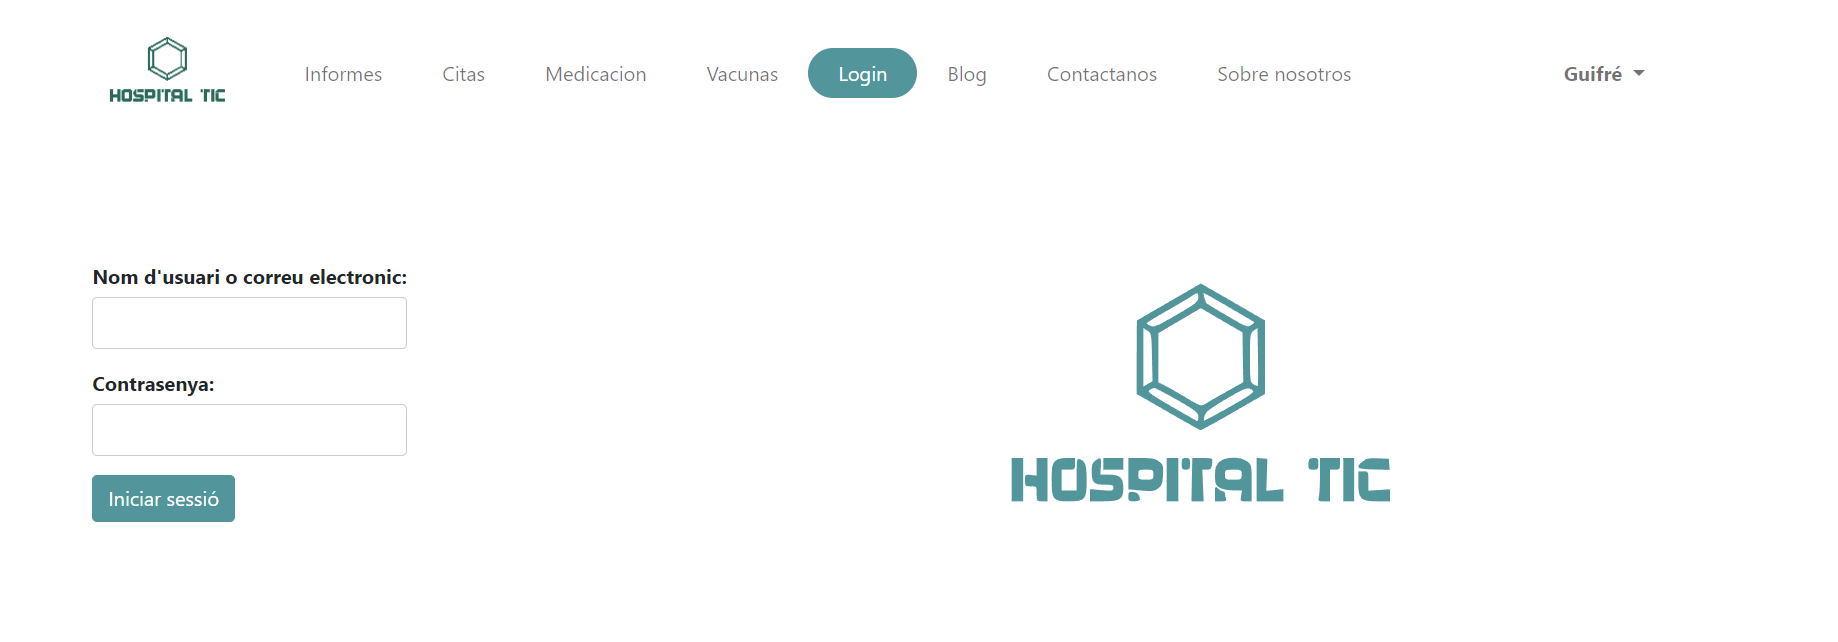 HOSPITAL TIC
Informes Citas Medicacion Vacunas Login Blog Contactanos Sobre nosotros Guifré
Nom d'usuari o correu electronic:
Contrasenya:
Iniciar sessió
HOSPITAL TIC